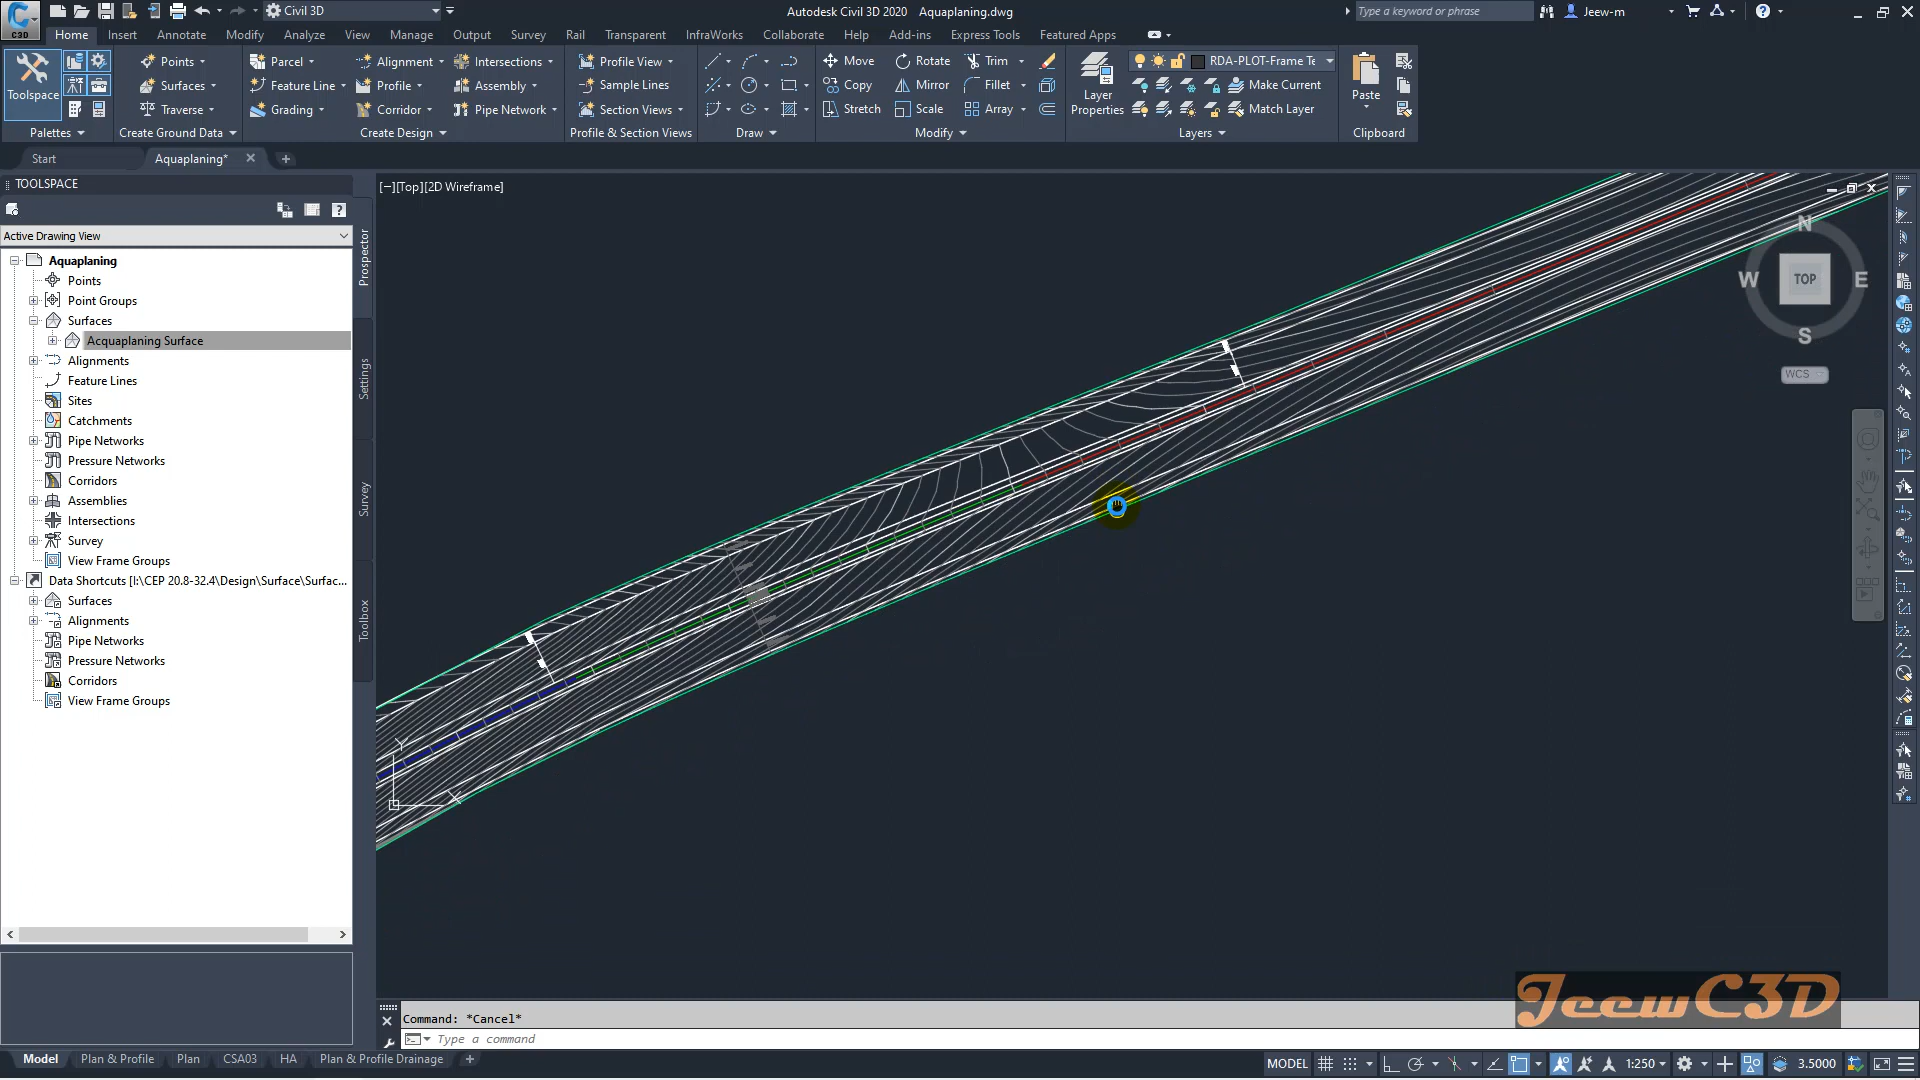 Civil 3D
Autodesk Civil 3D 2020 Aquaplaning.dwg
Type a keyword or phrase
Jeew-m
C3D
Home Insert Annotate Modify Analyze View Manage Output Survey Rail Transparent InfraWorks Collaborate Help Add-ins Express Tools Featured Apps
Toolspace
Points
Surfaces
Traverse
Parcel
Feature Line
Grading
Alignment
Profile
Corridor
Intersections
Assembly
Pipe Network
Profile View
Sample Lines
Section Views
Move
Copy
Stretch
Rotate
Mirror
Scale
Trim
Fillet
Array
Layer
Properties
RDA-PLOT-Frame Te
Make Current
Match Layer
Paste
Palettes
Create Ground Data
Create Design
Profile & Section Views
Draw
Modify
Layers
Clipboard
Start
Aquaplaning*
TOOLSPACE
Active Drawing View
Aquaplaning
Points
Point Groups
Surfaces
Acquaplaning Surface
Alignments
Feature Lines
Sites
Catchments
Pipe Networks
Pressure Networks
Corridors
Assemblies
Intersections
Survey
View Frame Groups
Data Shortcuts [I:\CEP 20.8-32.4\Design\Surface\Surfac...
Surfaces
Alignments
Pipe Networks
Pressure Networks
Corridors
View Frame Groups
Prospector
Settings
Survey
Toolbox
[−][Top][2D Wireframe]
N
W
TOP
E
S
WCS
Y
X
JeewC3D
Command: *Cancel*
Type a command
Model Plan & Profile Plan CSA03 HA Plan & Profile Drainage
MODEL
1:250
3.5000